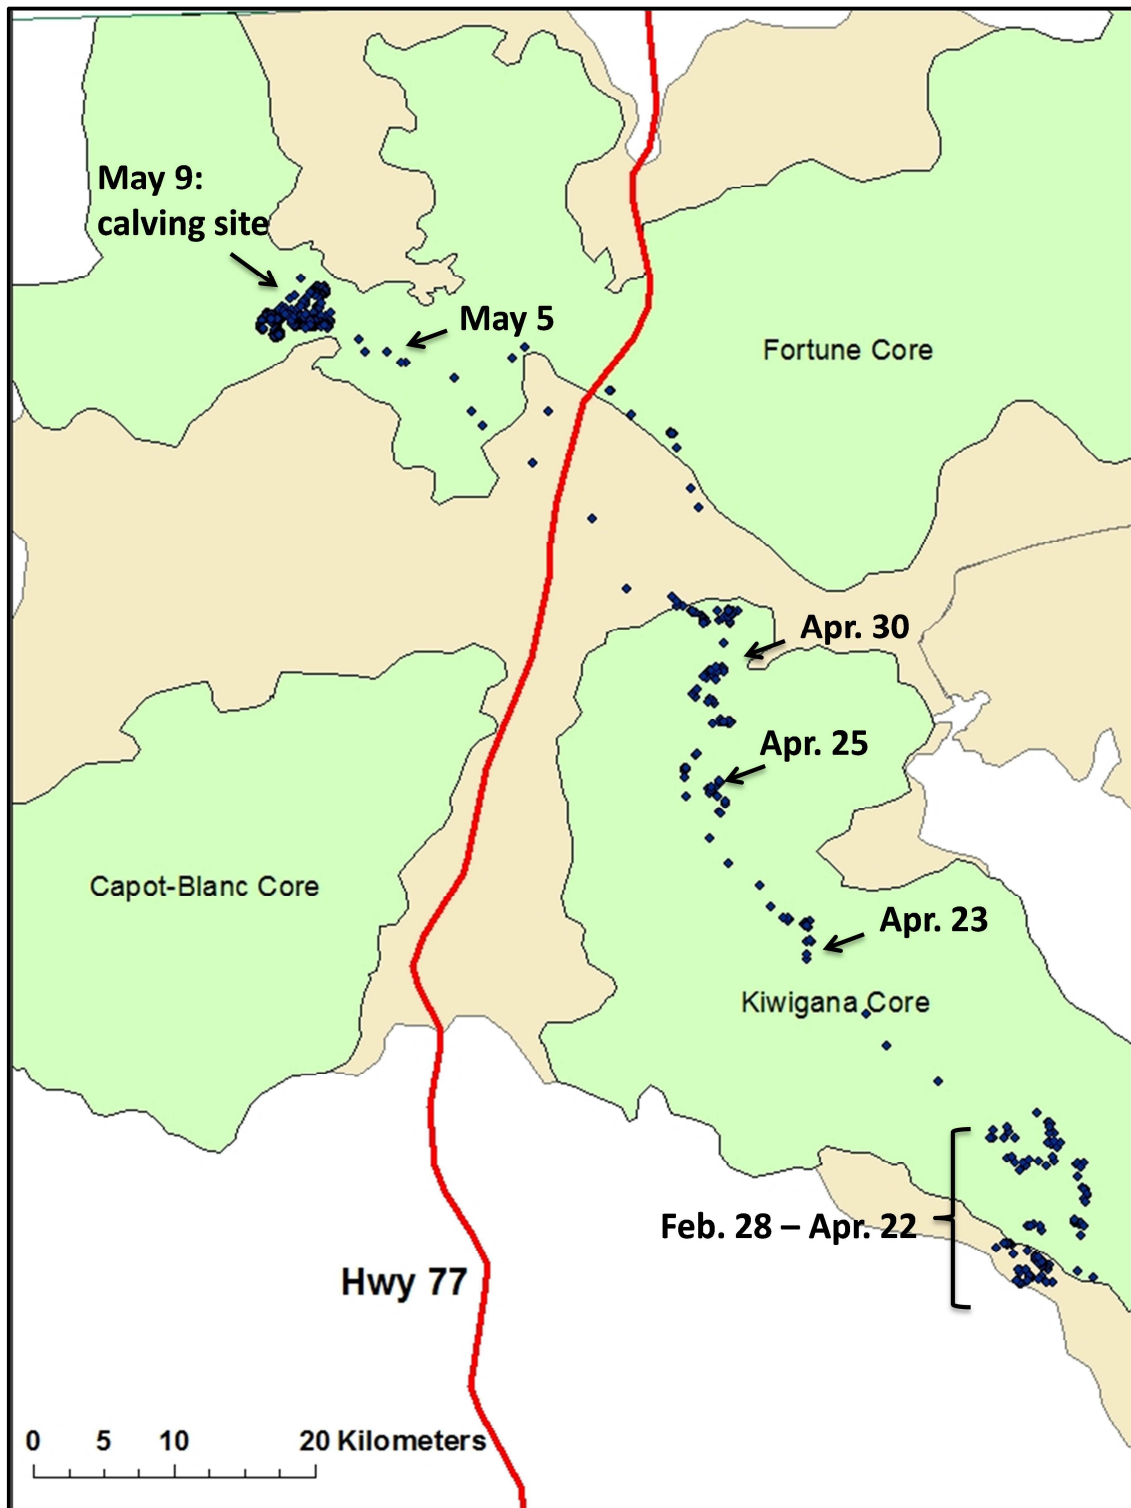 May 9:
calving site
May 5
Fortune Core
Apr. 30
Apr. 25
Capot-Blanc Core
Apr. 23
Kiwigana Core
Feb. 28 – Apr. 22
Hwy 77
0 5 10 20 Kilometers